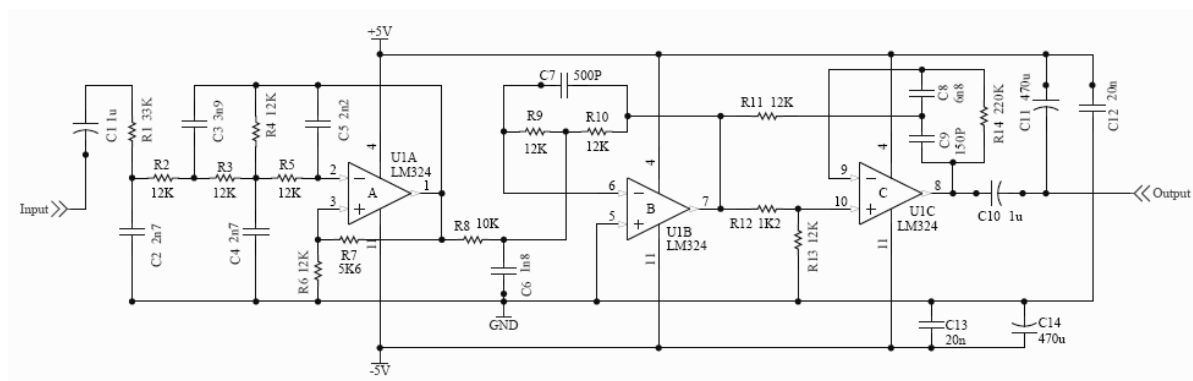 +5V
C7
500P
C1 1u
R1 33K
C3 3n9
R4 12K
C5 2n2
4
R9
12K
R10
12K
R11 12K
4
4
C8
6n8
R14 220K
C9
150P
C11 470u
C12 20n
U1A
LM324
2
A
1
3
R2
12K
R3
12K
R5
12K
Input
C2 2n7
C4 2n7
R6 12K
R7
5K6
11
R8 10K
C6 1n8
GND
6
5
B
7
U1B
LM324
11
R12 1K2
R13 12K
9
10
C
8
U1C
LM324
11
C10 1u
Output
C13
20n
C14
470u
-5V